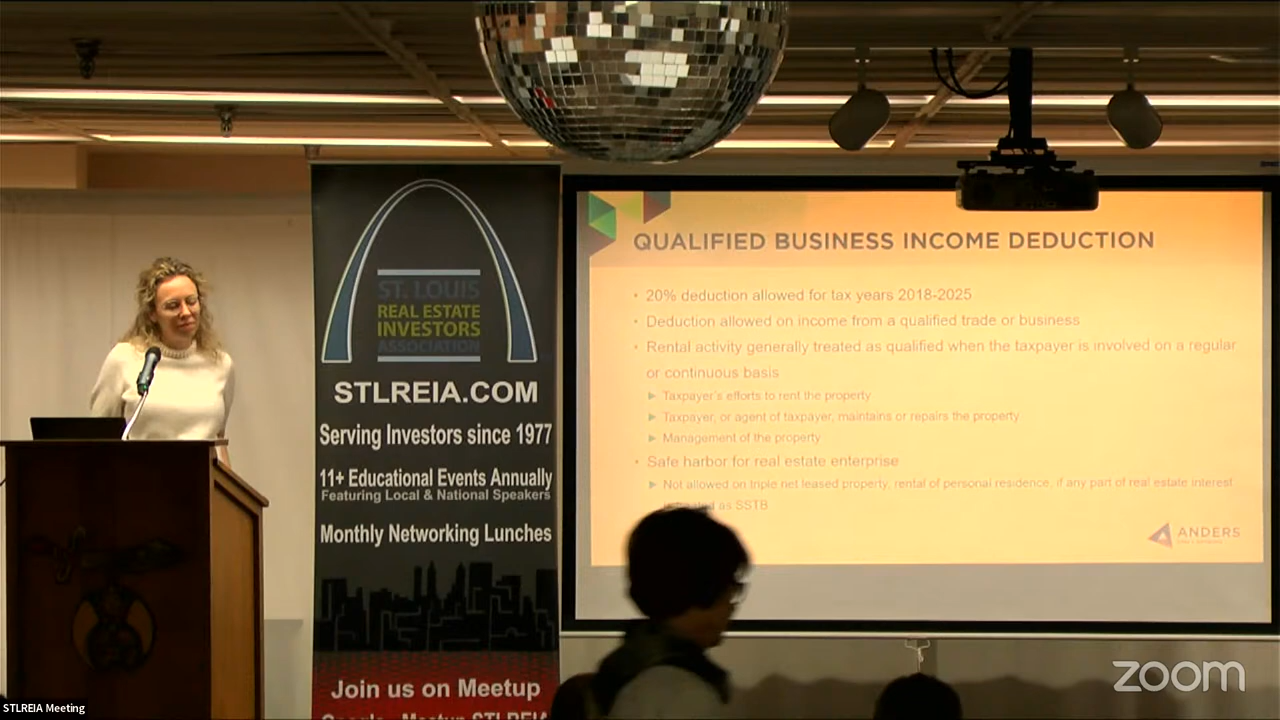 ST. LOUIS
REAL ESTATE
INVESTORS
ASSOCIATION
STLREIA.COM
Serving Investors since 1977
11+ Educational Events Annually
Featuring Local & National Speakers
Monthly Networking Lunches
Join us on Meetup
QUALIFIED BUSINESS INCOME DEDUCTION
• 20% deduction allowed for tax years 2018-2025
• Deduction allowed on income from a qualified trade or business
• Rental activity generally treated as qualified when the taxpayer is involved on a regular
or continuous basis
► Taxpayer's efforts to rent the property
► Taxpayer, or agent of taxpayer, maintains or repairs the property
► Management of the property
• Safe harbor for real estate enterprise
► Not allowed on triple net leased property, rental of personal residence, if any part of real estate interest
as SSTB
ANDERS
zoom
STLREIA Meeting